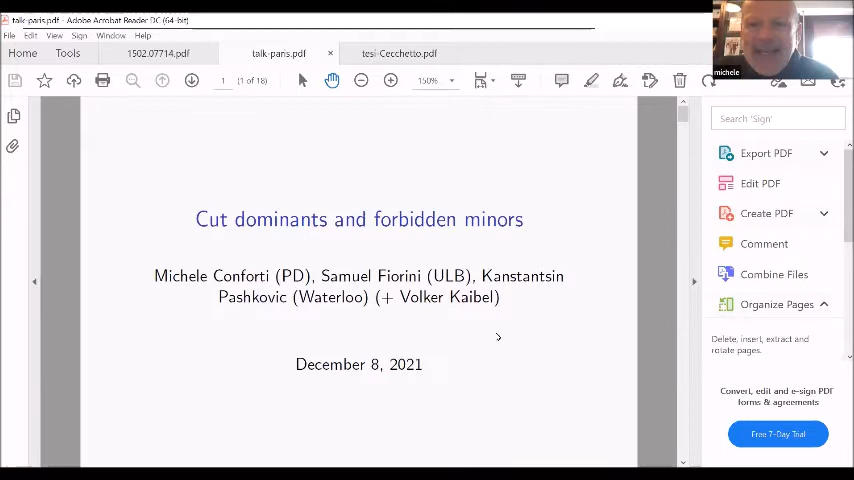 talk-paris.pdf - Adobe Acrobat Reader DC (64-bit)
File Edit View Sign Window Help
Home Tools 1502.07714.pdf talk-paris.pdf × tesi-Cecchetto.pdf
1 (1 of 18) 150%
michele
Search 'Sign'
Export PDF
Edit PDF
Create PDF
Comment
Combine Files
Organize Pages
Delete, insert, extract and
rotate pages.
Convert, edit and e-sign PDF
forms & agreements
Free 7-Day Trial
Cut dominants and forbidden minors
Michele Conforti (PD), Samuel Fiorini (ULB), Kanstantsin
Pashkovic (Waterloo) (+ Volker Kaibel)
December 8, 2021